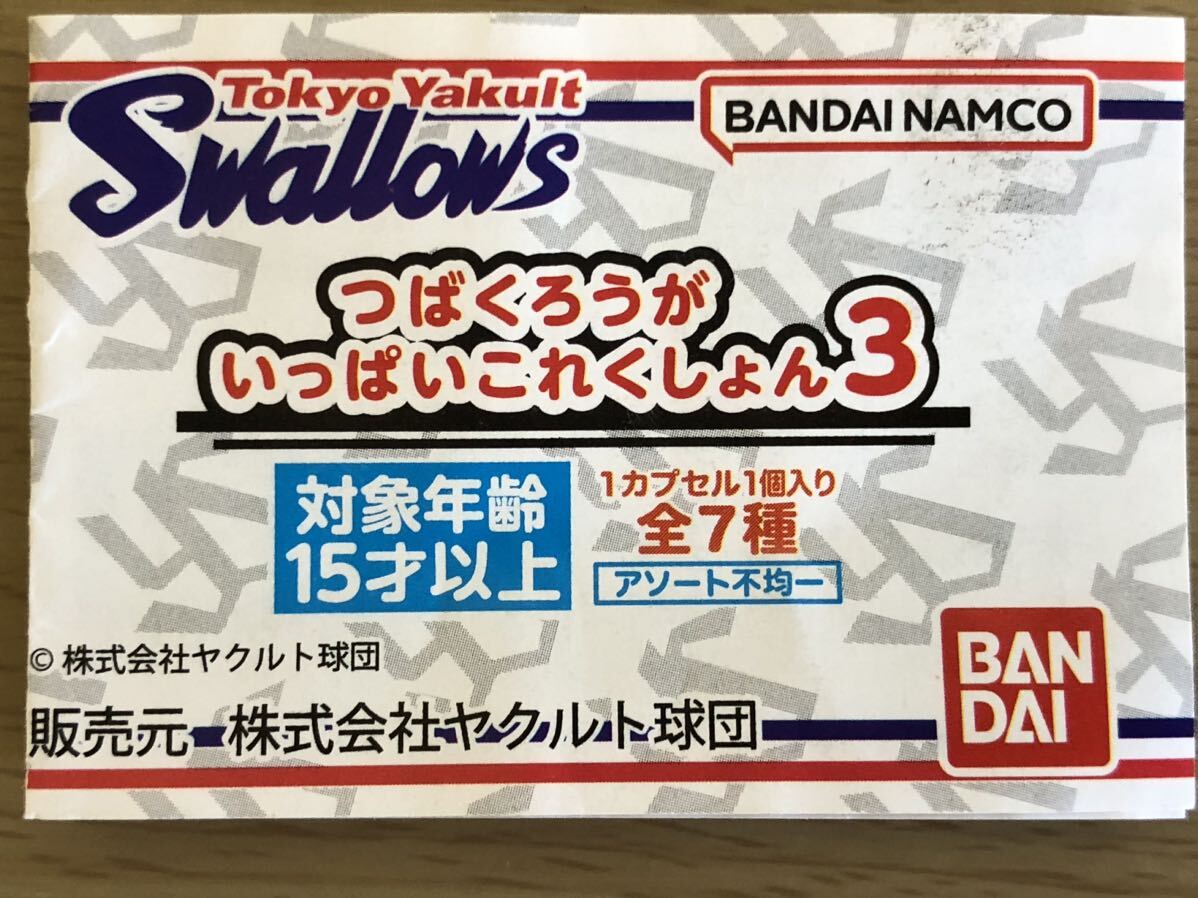 Tokyo Yakult
Swallows
BANDAI NAMCO
つばくろうが
いっぱいこれくしょん3
対象年齢
15才以上
1カプセル1個入り
全7種
アソート不均一
© 株式会社ヤクルト球団
販売元 株式会社ヤクルト球団
BAN
DAI